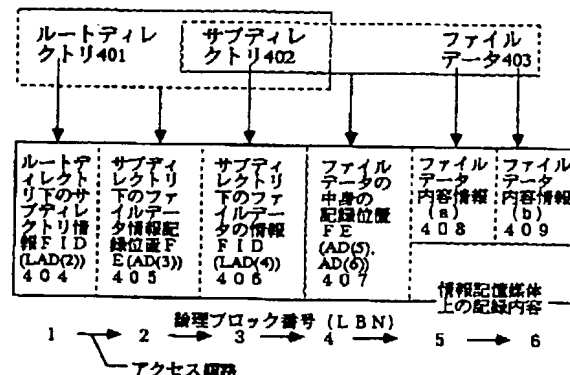 ルートディレ
クトリ401
サブディレ
クトリ402
ファイル
データ403
ルートデ
ィレクト
リ下のサ
ブディレ
クトリ情
報FID
(LAD(2))
404
サブディ
レクトリ
下のファ
イルデー
タ情報記
録位置F
E(AD(3))
405
サブディ
レクトリ
下のファ
イルデー
タの情報
FID
(LAD(4))
406
ファイル
データの
中身の
記録位置
FE
(AD(5),
AD(6))
407
ファイル
データ
内容情報
(a)
408
ファイル
データ
内容情報
(b)
409
情報記憶媒体
上の記録内容
論理ブロック番号(LBN)
1 2 3 4 5 6
アクセス経路